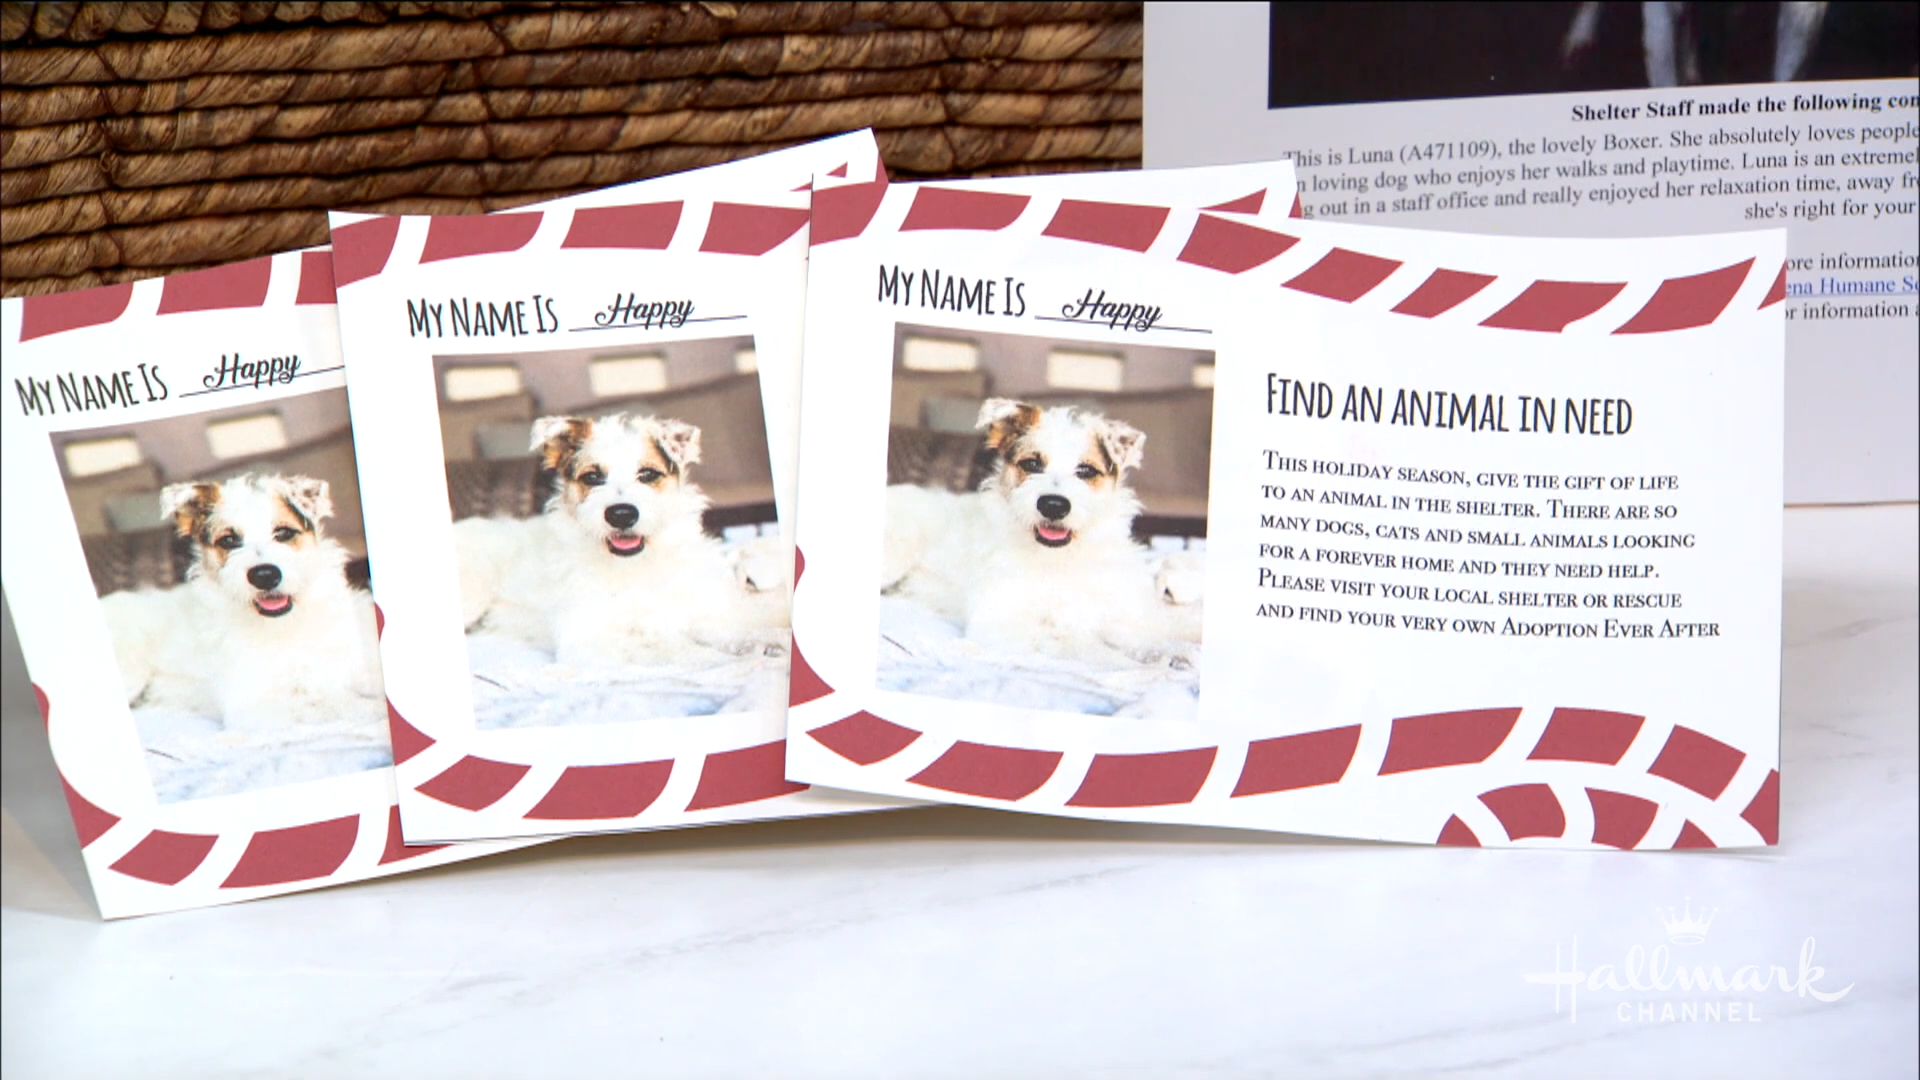 Shelter Staff made the following
This is Luna (A471109), the lovely Boxer. She absolutely loves people
loving dog who enjoys her walks and playtime. Luna is an
out in a staff office and really enjoyed her relaxation time, away
she's right for your
information
Humane
information
My Name Is Happy
My Name Is Happy
My Name Is Happy
Find an animal in need
This holiday season, give the gift of life
to an animal in the shelter. There are so
many dogs, cats and small animals looking
for a forever home and they need help.
Please visit your local shelter or rescue
and find your very own Adoption Ever After
Hallmark
CHANNEL